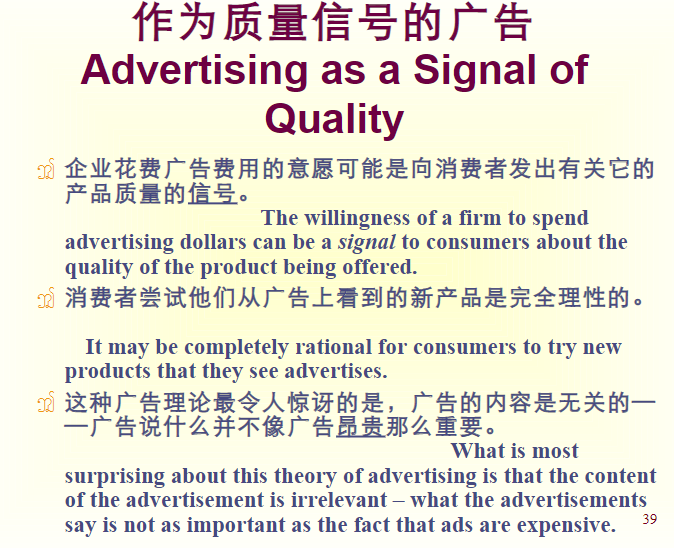 作为质量信号的广告
Advertising as a Signal of
Quality
企业花费广告费用的意愿可能是向消费者发出有关它的
产品质量的信号。
The willingness of a firm to spend
advertising dollars can be a signal to consumers about the
quality of the product being offered.
消费者尝试他们从广告上看到的新产品是完全理性的。
It may be completely rational for consumers to try new
products that they see advertises.
这种广告理论最令人惊讶的是，广告的内容是无关的—
—广告说什么并不像广告昂贵那么重要。
What is most
surprising about this theory of advertising is that the content
of the advertisement is irrelevant – what the advertisements
say is not as important as the fact that ads are expensive.
39